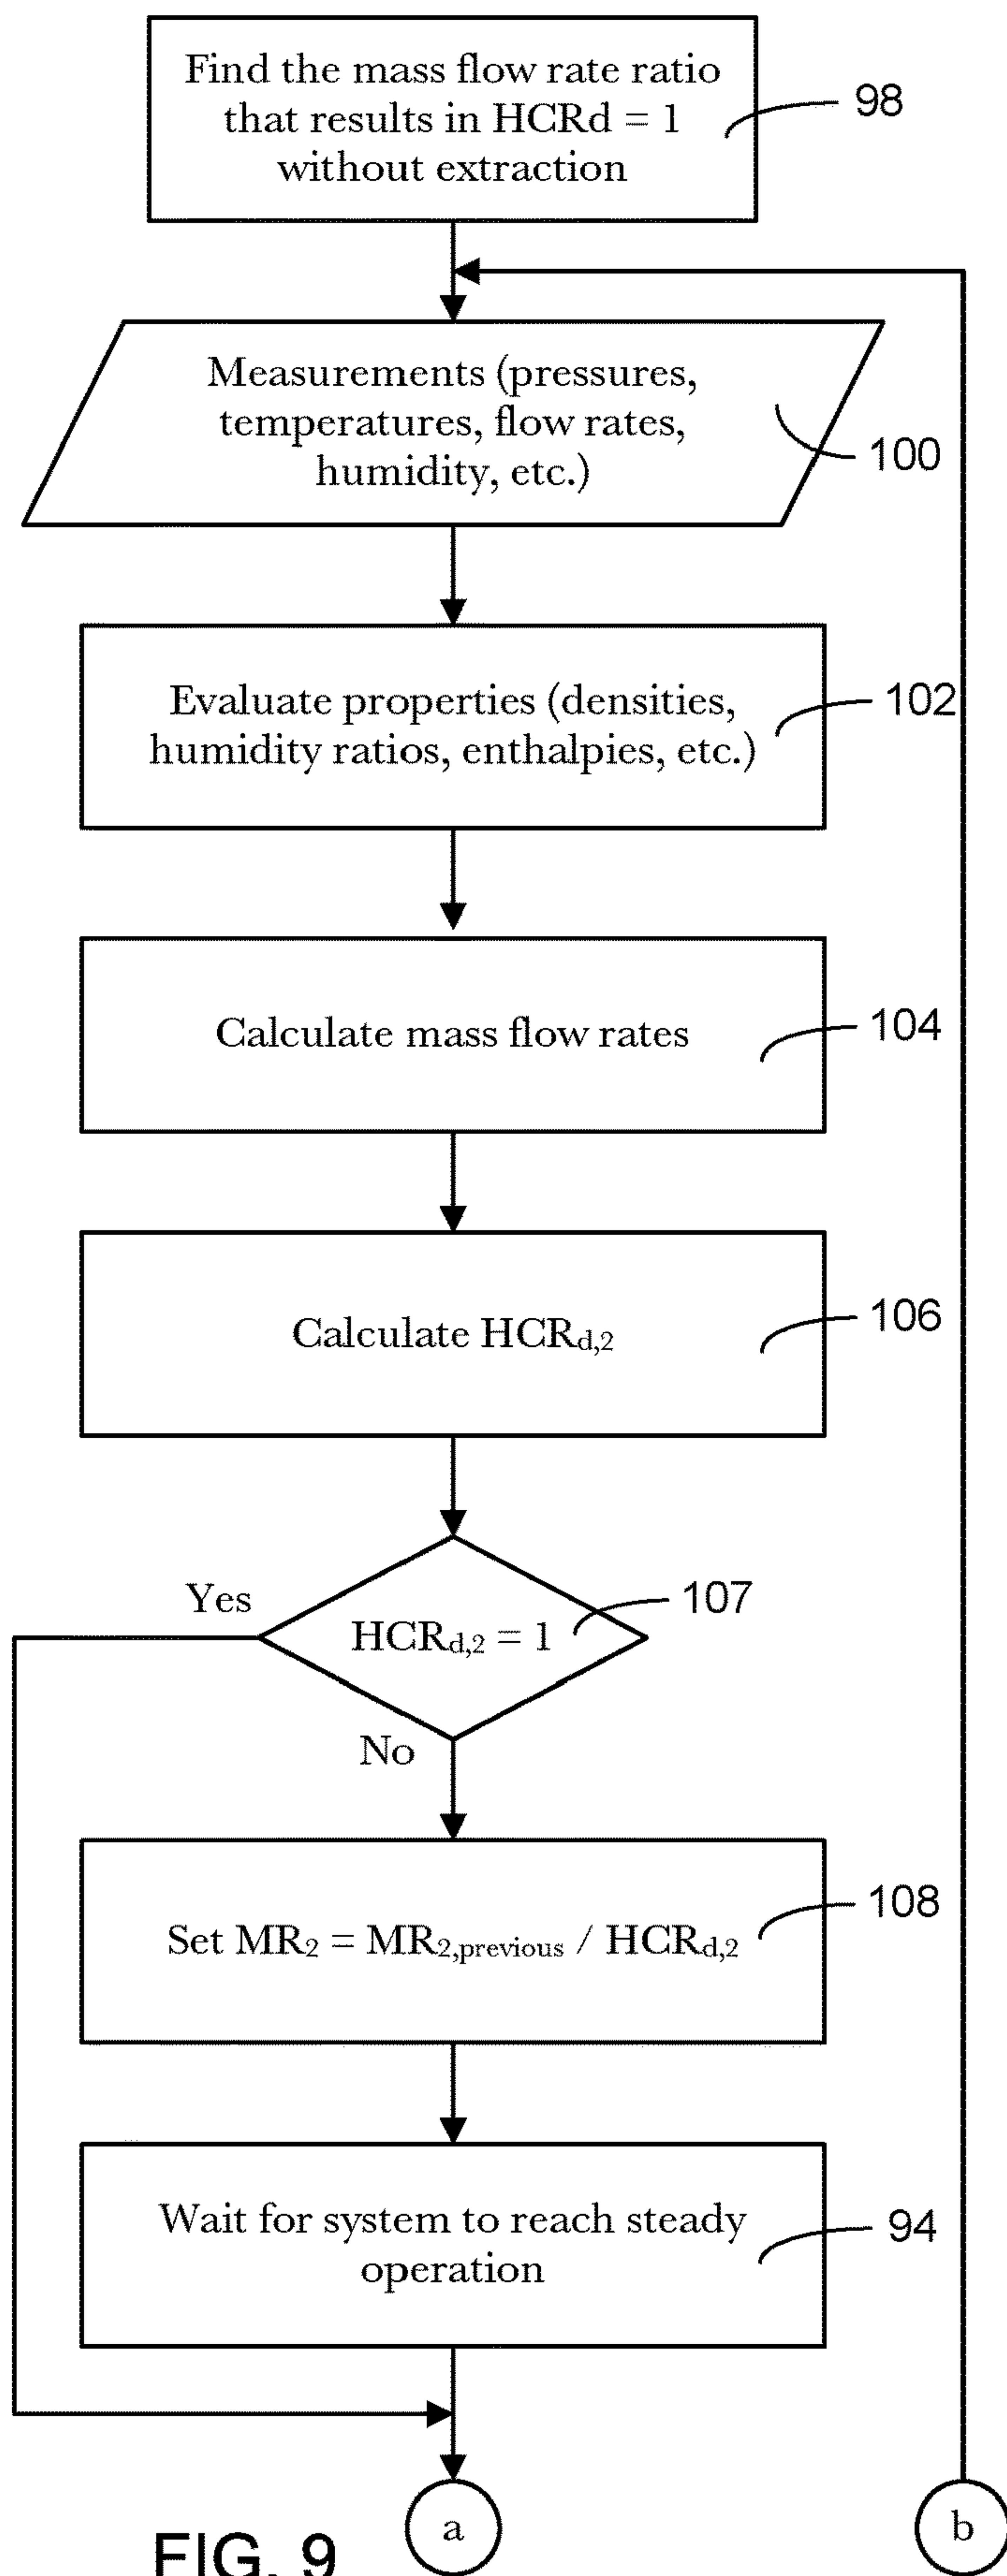 Find the mass flow rate ratio
that results in HCRd = 1
without extraction
98
Measurements (pressures,
temperatures, flow rates,
humidity, etc.)
100
Evaluate properties (densities,
humidity ratios, enthalpies, etc.)
102
Calculate mass flow rates
104
Calculate HCRd,2
106
Yes
HCRd,2 = 1
107
No
Set MR2 = MR2,previous / HCRd,2
108
Wait for system to reach steady
operation
94
a
b
FIG. 9